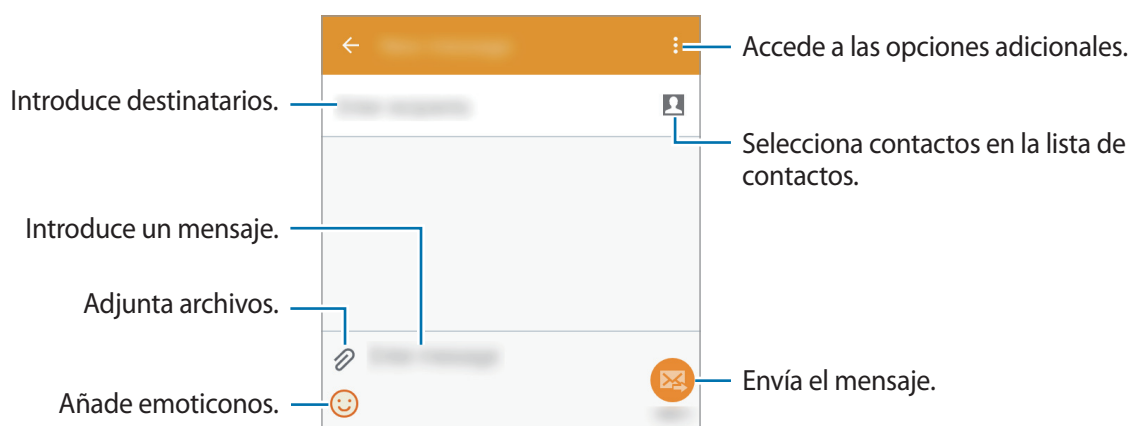 Accede a las opciones adicionales.
Introduce destinatarios.
Selecciona contactos en la lista de
contactos.
Introduce un mensaje.
Adjunta archivos.
Envía el mensaje.
Añade emoticonos.